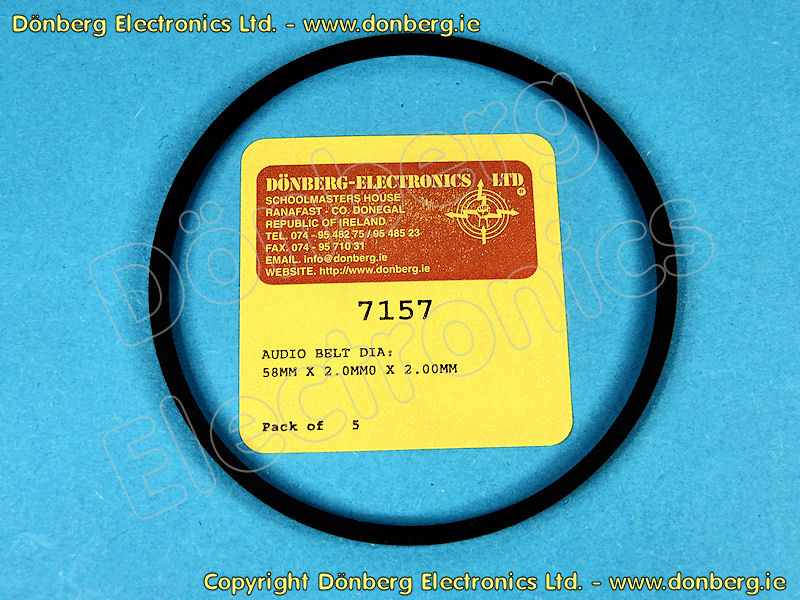 Dönberg Electronics Ltd. - www.donberg.ie
DÖNBERG-ELECTRONICS LTD
SCHOOLMASTERS HOUSE
RANAFAST - CO. DONEGAL
REPUBLIC OF IRELAND
TEL. 074 - 95 482 75 / 95 485 23
FAX. 074 - 95 710 31
EMAIL. info@donberg.ie
WEBSITE. http://www.donberg.ie
7157
AUDIO BELT DIA:
58MM X 2.0MM0 X 2.00MM
Pack of 5
Dönberg
Electronics
Copyright Dönberg Electronics Ltd. - www.donberg.ie